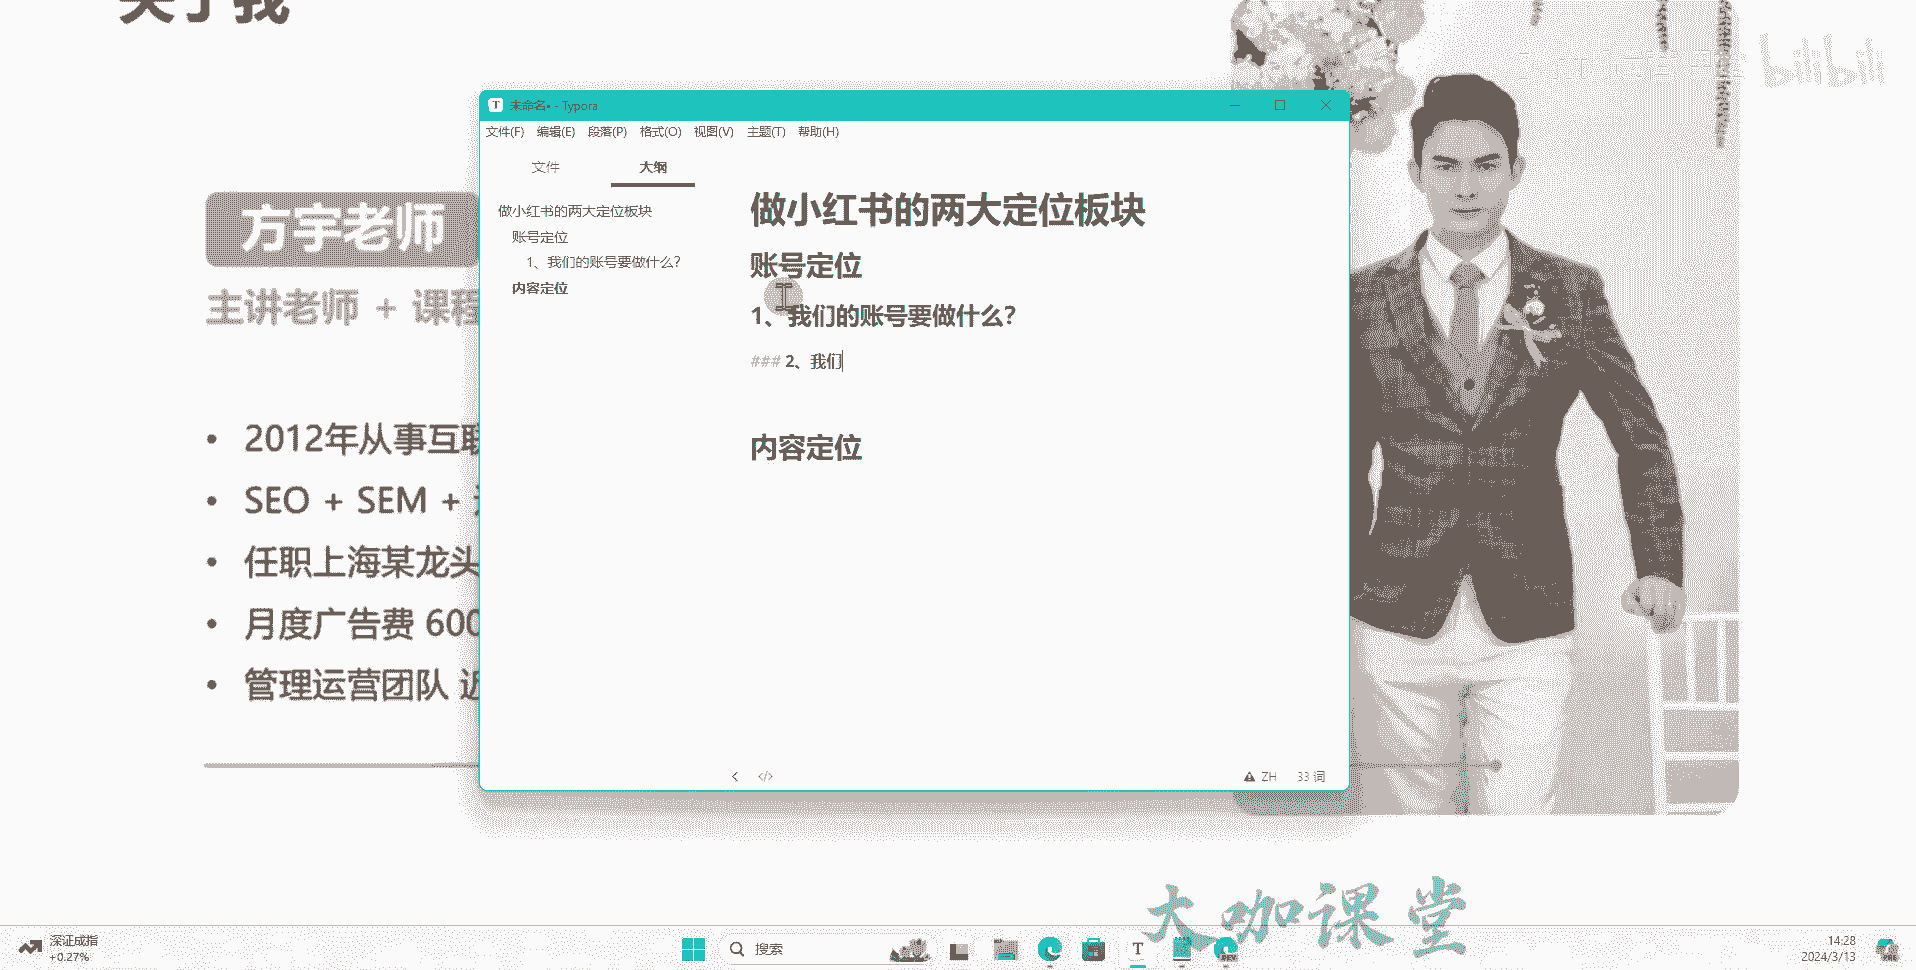 关于我
bilibili
未命名• - Typora
文件(F) 编辑(E) 段落(P) 格式(O) 视图(V) 主题(T) 帮助(H)
文件 大纲
做小红书的两大定位板块
账号定位
1、我们的账号要做什么？
内容定位
做小红书的两大定位板块
账号定位
1、我们的账号要做什么？
### 2、我们
内容定位
ZH 33 词
方宇老师
主讲老师 + 课程
• 2012年从事互联
• SEO + SEM +
• 任职上海某龙头
• 月度广告费 600
• 管理运营团队 近
大咖课堂
深证成指
+0.27%
搜索
14:28
2024/3/13